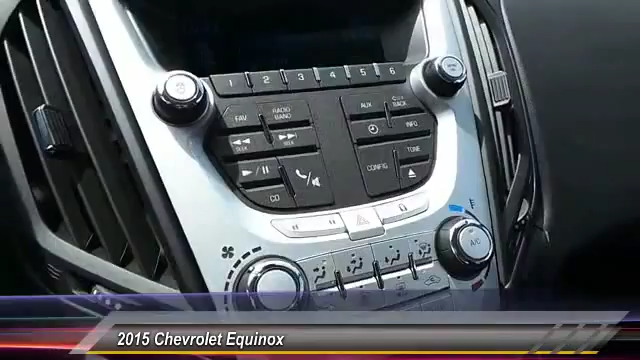 1 2 3 4 5 6
FAV
RADIO BAND
AUX
BACK
INFO
SEEK
SEEK
CONFIG
TONE
CD
A/C
2015 Chevrolet Equinox